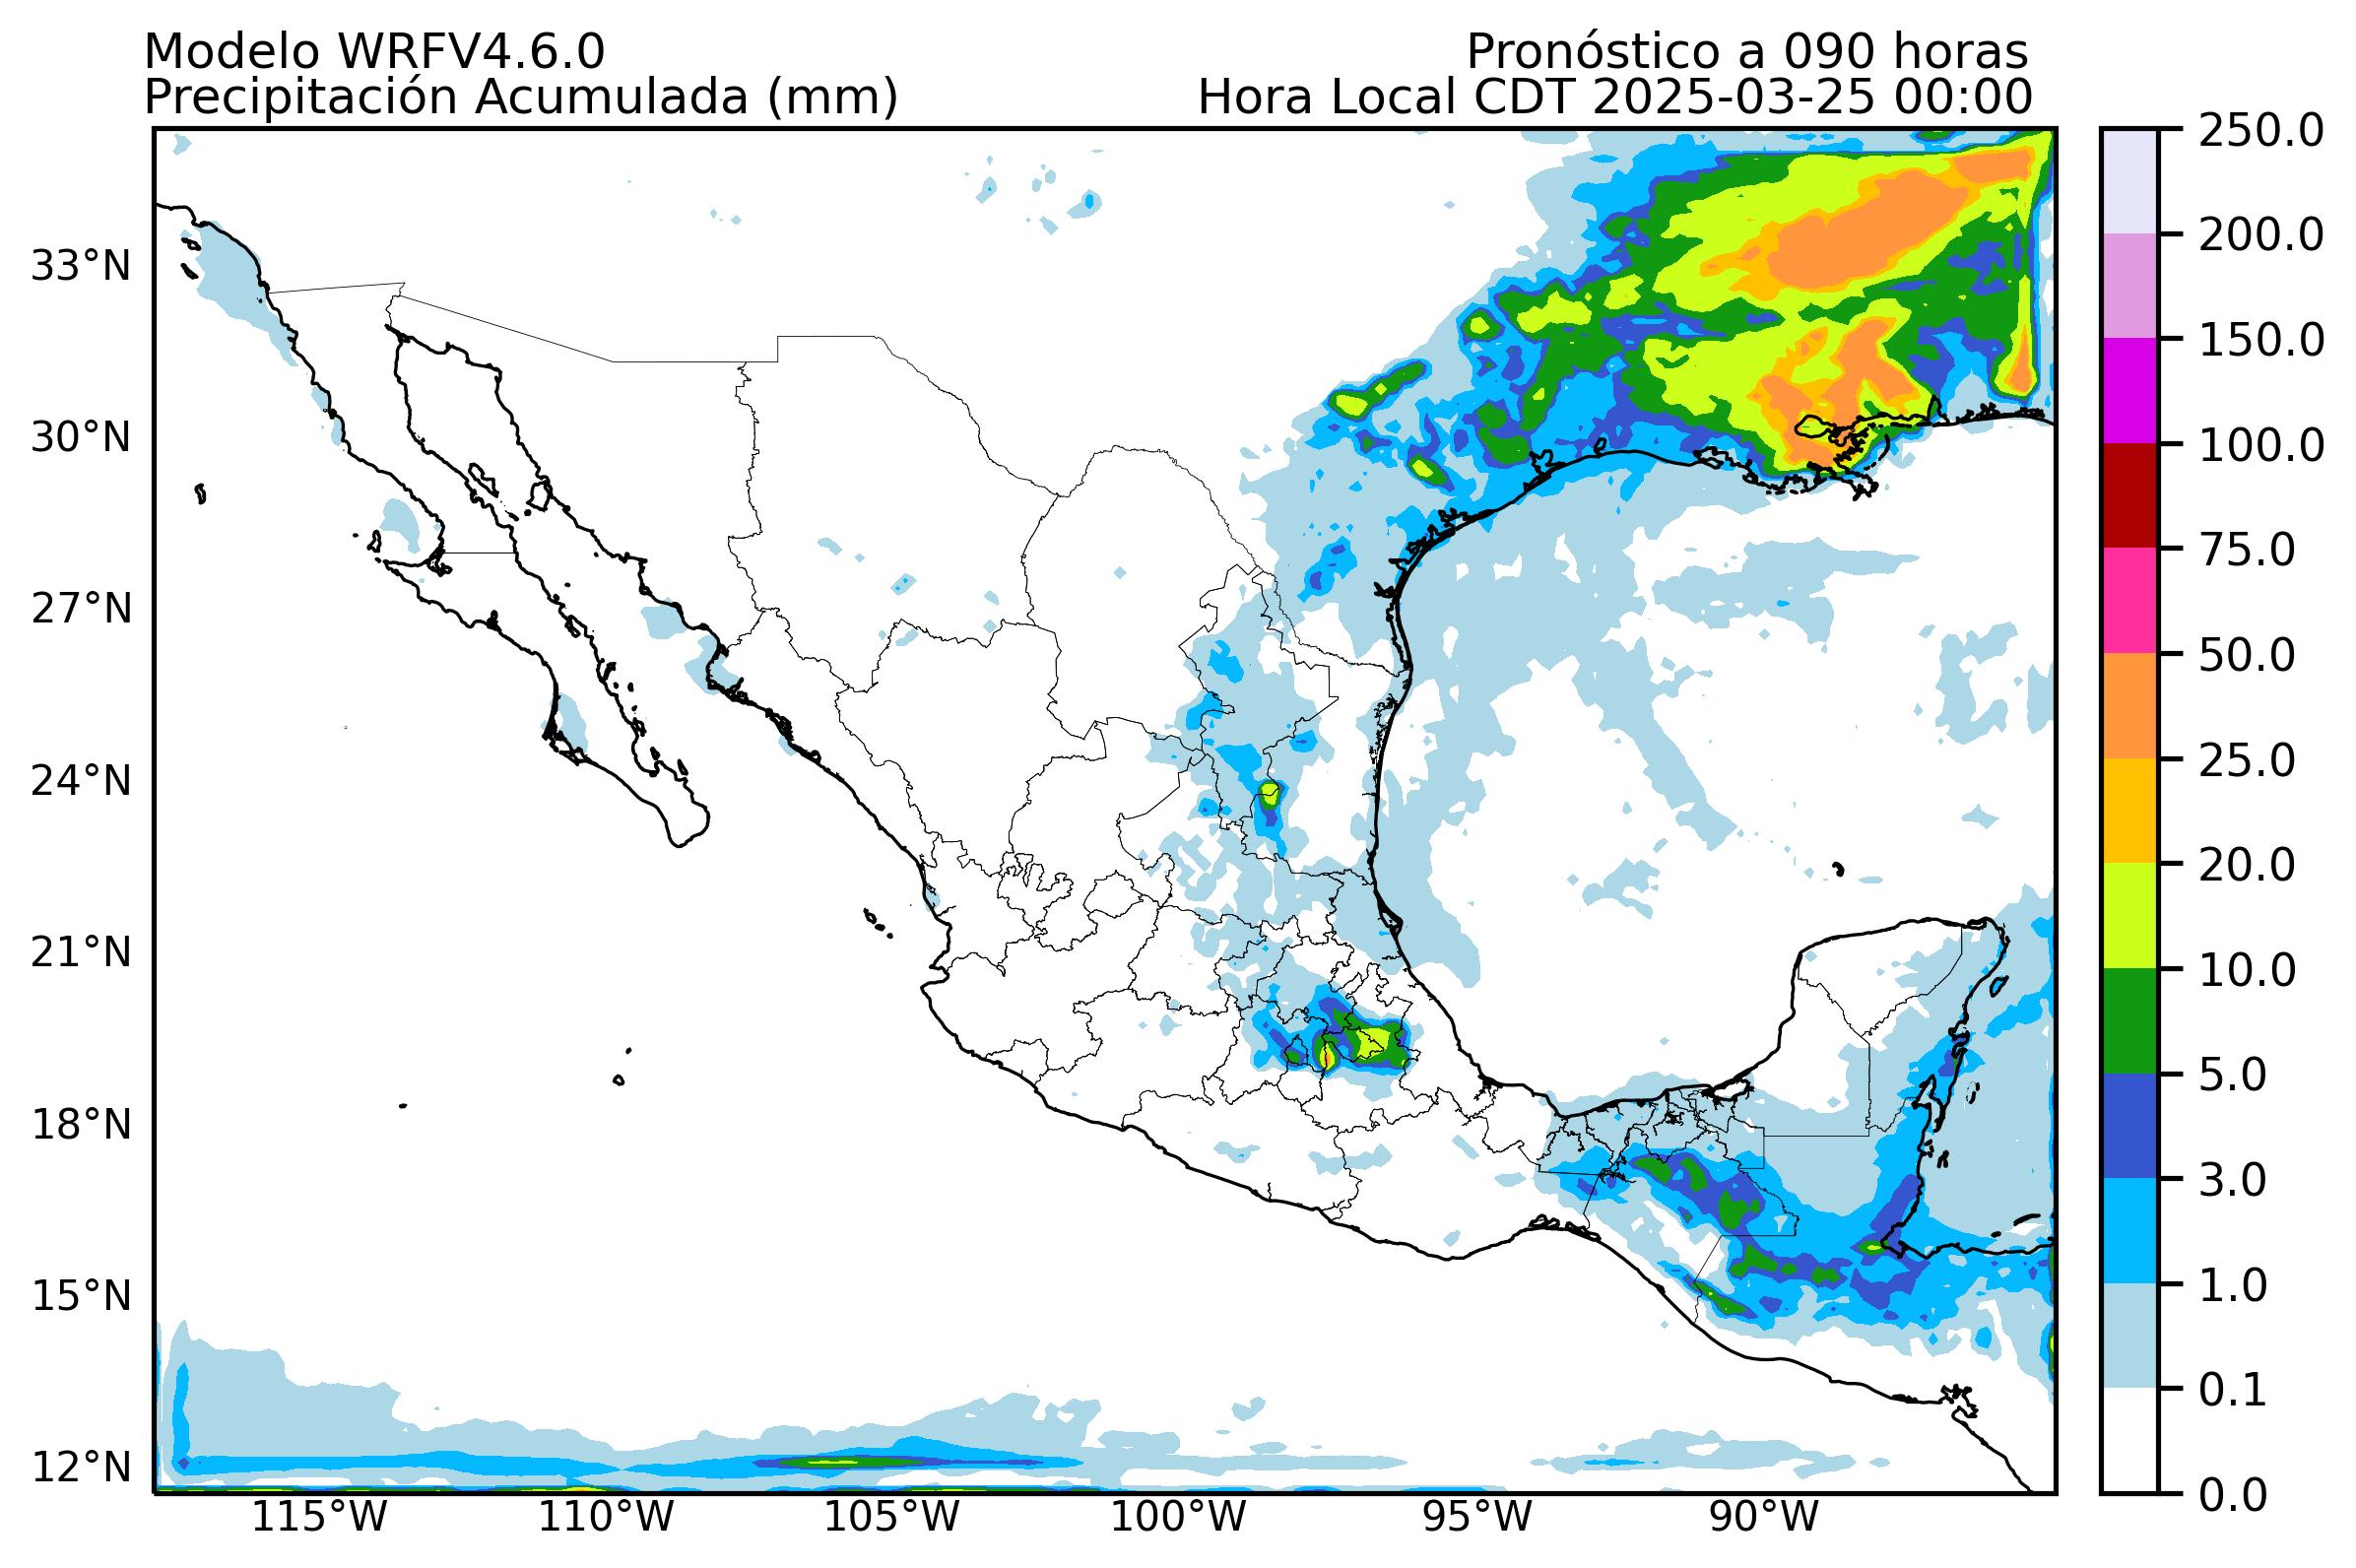 Modelo WRFV4.6.0
Pronóstico a 090 horas
Precipitación Acumulada (mm)
Hora Local CDT 2025-03-25 00:00
33°N
30°N
27°N
24°N
21°N
18°N
15°N
12°N
115°W
110°W
105°W
100°W
95°W
90°W
250.0
200.0
150.0
100.0
75.0
50.0
25.0
20.0
10.0
5.0
3.0
1.0
0.1
0.0